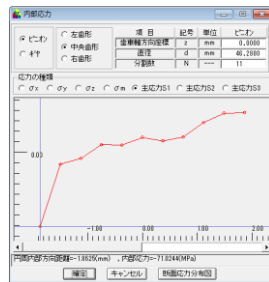 内部応力
ピニオン
ギヤ
左歯形
中央歯形
右歯形
項 目 記号 単位 ピニオン
歯車軸方向座標 z mm 0.0000
直径 d mm 46.2800
分割数 N --- 11
応力の種類
σx σy σz σm 主応力S1 主応力S2 主応力S3
0.03
-1.00 0.00 1.00 2.00
円周内部方向距離=-1.8625(mm) , 内部応力=-71.0244(MPa)
確定 キャンセル 断面応力分布図